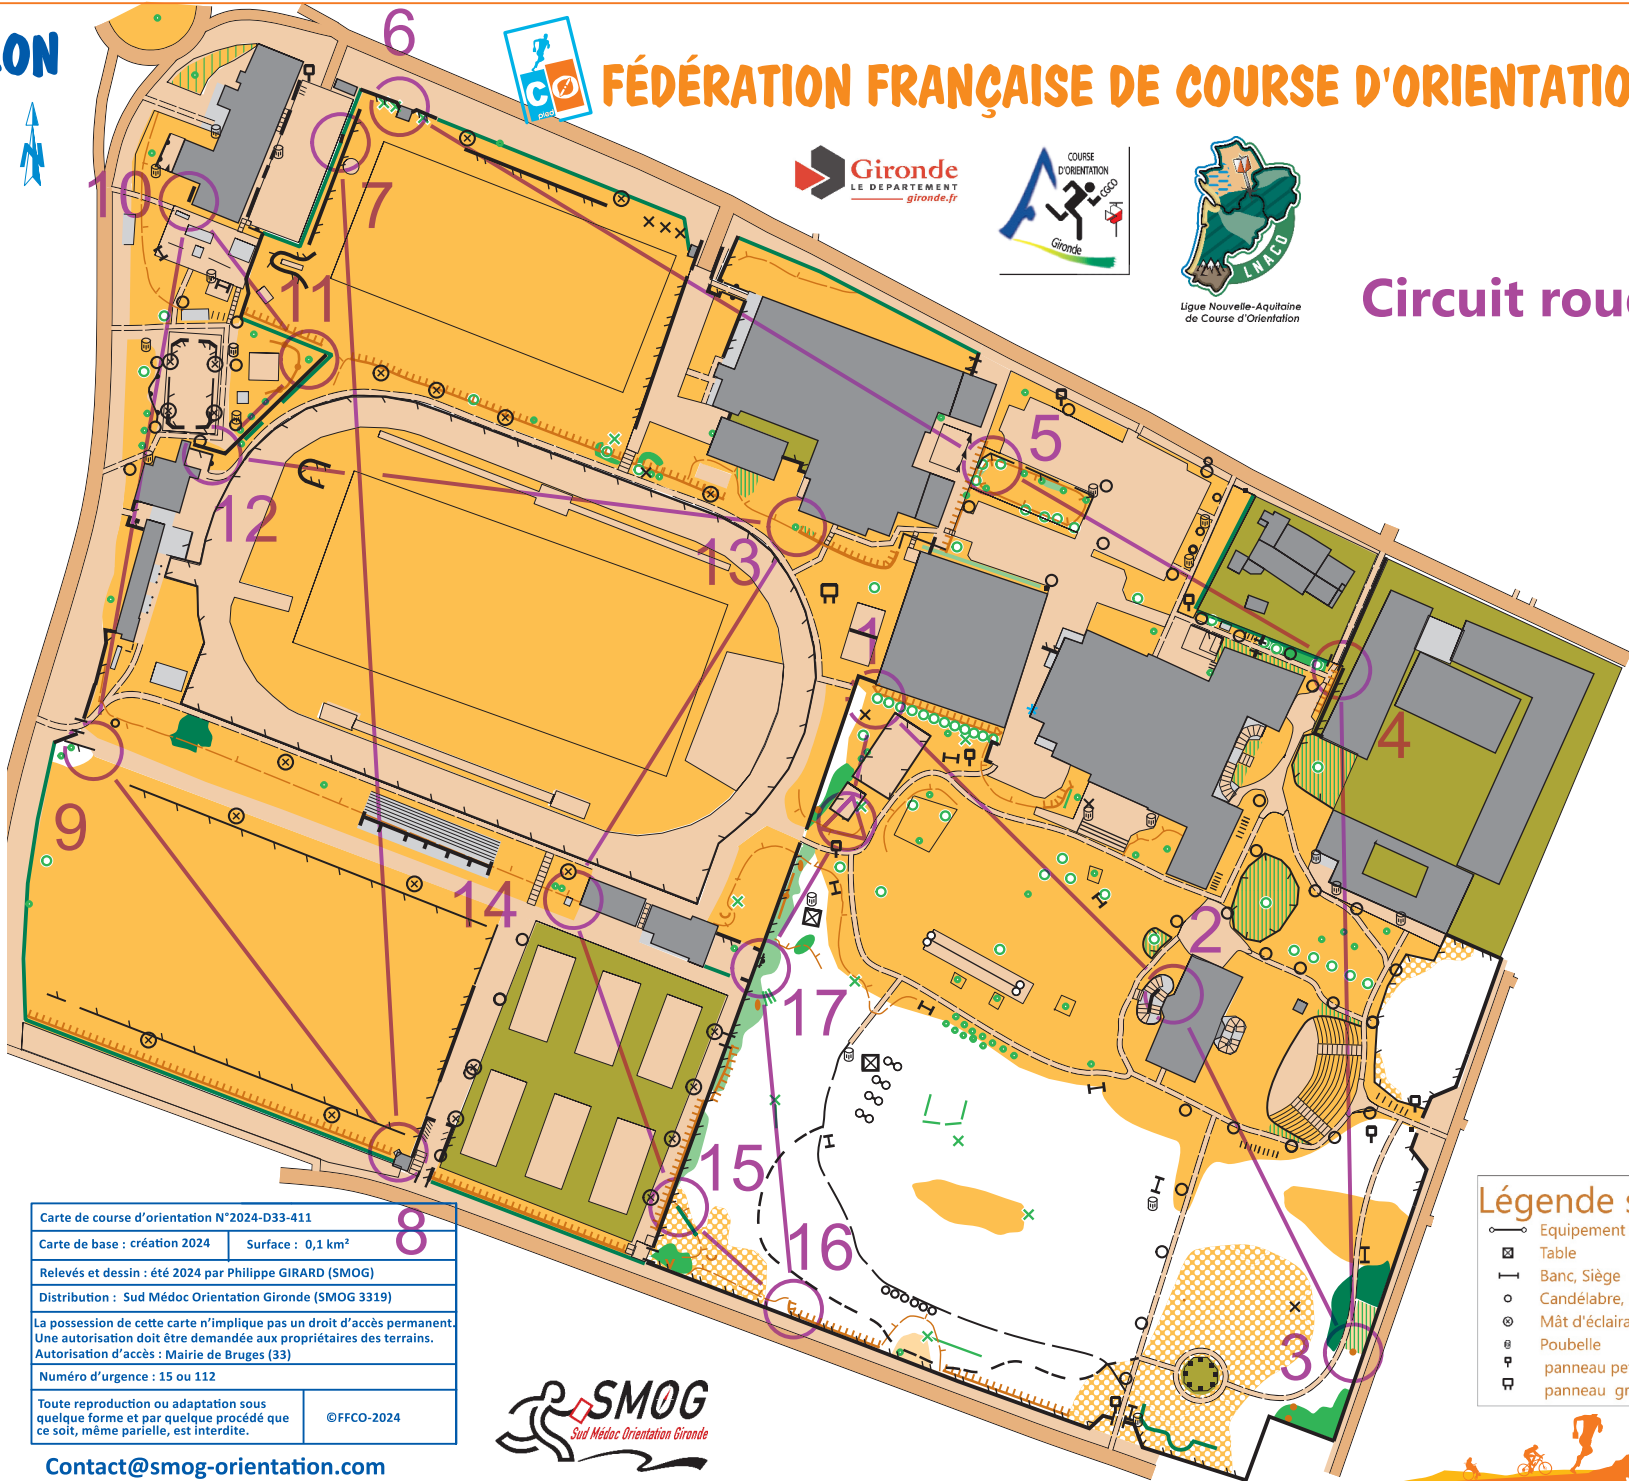 LON
N
6
pied
CO
FÉDÉRATION FRANÇAISE DE COURSE D'ORIENTATIO
Gironde
LE DEPARTEMENT
gironde.fr
COURSE
D'ORIENTATION
CGCO
Gironde
LNACO
Ligue Nouvelle-Aquitaine
de Course d'Orientation
Circuit roug
10
7
11
5
12
13
1
4
9
14
2
17
15
16
8
3
Carte de course d'orientation N°2024-D33-411
Carte de base : création 2024
Surface : 0,1 km²
Relevés et dessin : été 2024 par Philippe GIRARD (SMOG)
Distribution : Sud Médoc Orientation Gironde (SMOG 3319)
La possession de cette carte n'implique pas un droit d'accès permanent.
Une autorisation doit être demandée aux propriétaires des terrains.
Autorisation d'accès : Mairie de Bruges (33)
Numéro d'urgence : 15 ou 112
Toute reproduction ou adaptation sous
quelque forme et par quelque procédé que
ce soit, même parielle, est interdite.
©FFCO-2024
Contact@smog-orientation.com
SMOG
Sud Médoc Orientation Gironde
Légende s
Equipement
Table
Banc, Siège
Candélabre,
Mât d'éclaira
Poubelle
panneau pe
panneau gr